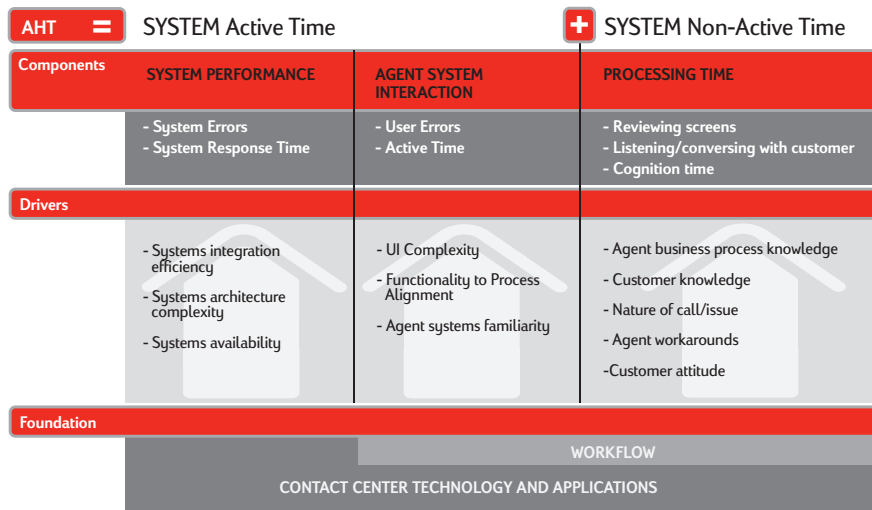 AHT = SYSTEM Active Time + SYSTEM Non-Active Time
Components
SYSTEM PERFORMANCE
AGENT SYSTEM
INTERACTION
PROCESSING TIME
- System Errors
- System Response Time
- User Errors
- Active Time
- Reviewing screens
- Listening/conversing with customer
- Cognition time
Drivers
- Systems integration
efficiency
- Systems architecture
complexity
- Systems availability
- UI Complexity
- Functionality to Process
Alignment
- Agent systems familiarity
- Agent business process knowledge
- Customer knowledge
- Nature of call/issue
- Agent workarounds
-Customer attitude
Foundation
WORKFLOW
CONTACT CENTER TECHNOLOGY AND APPLICATIONS